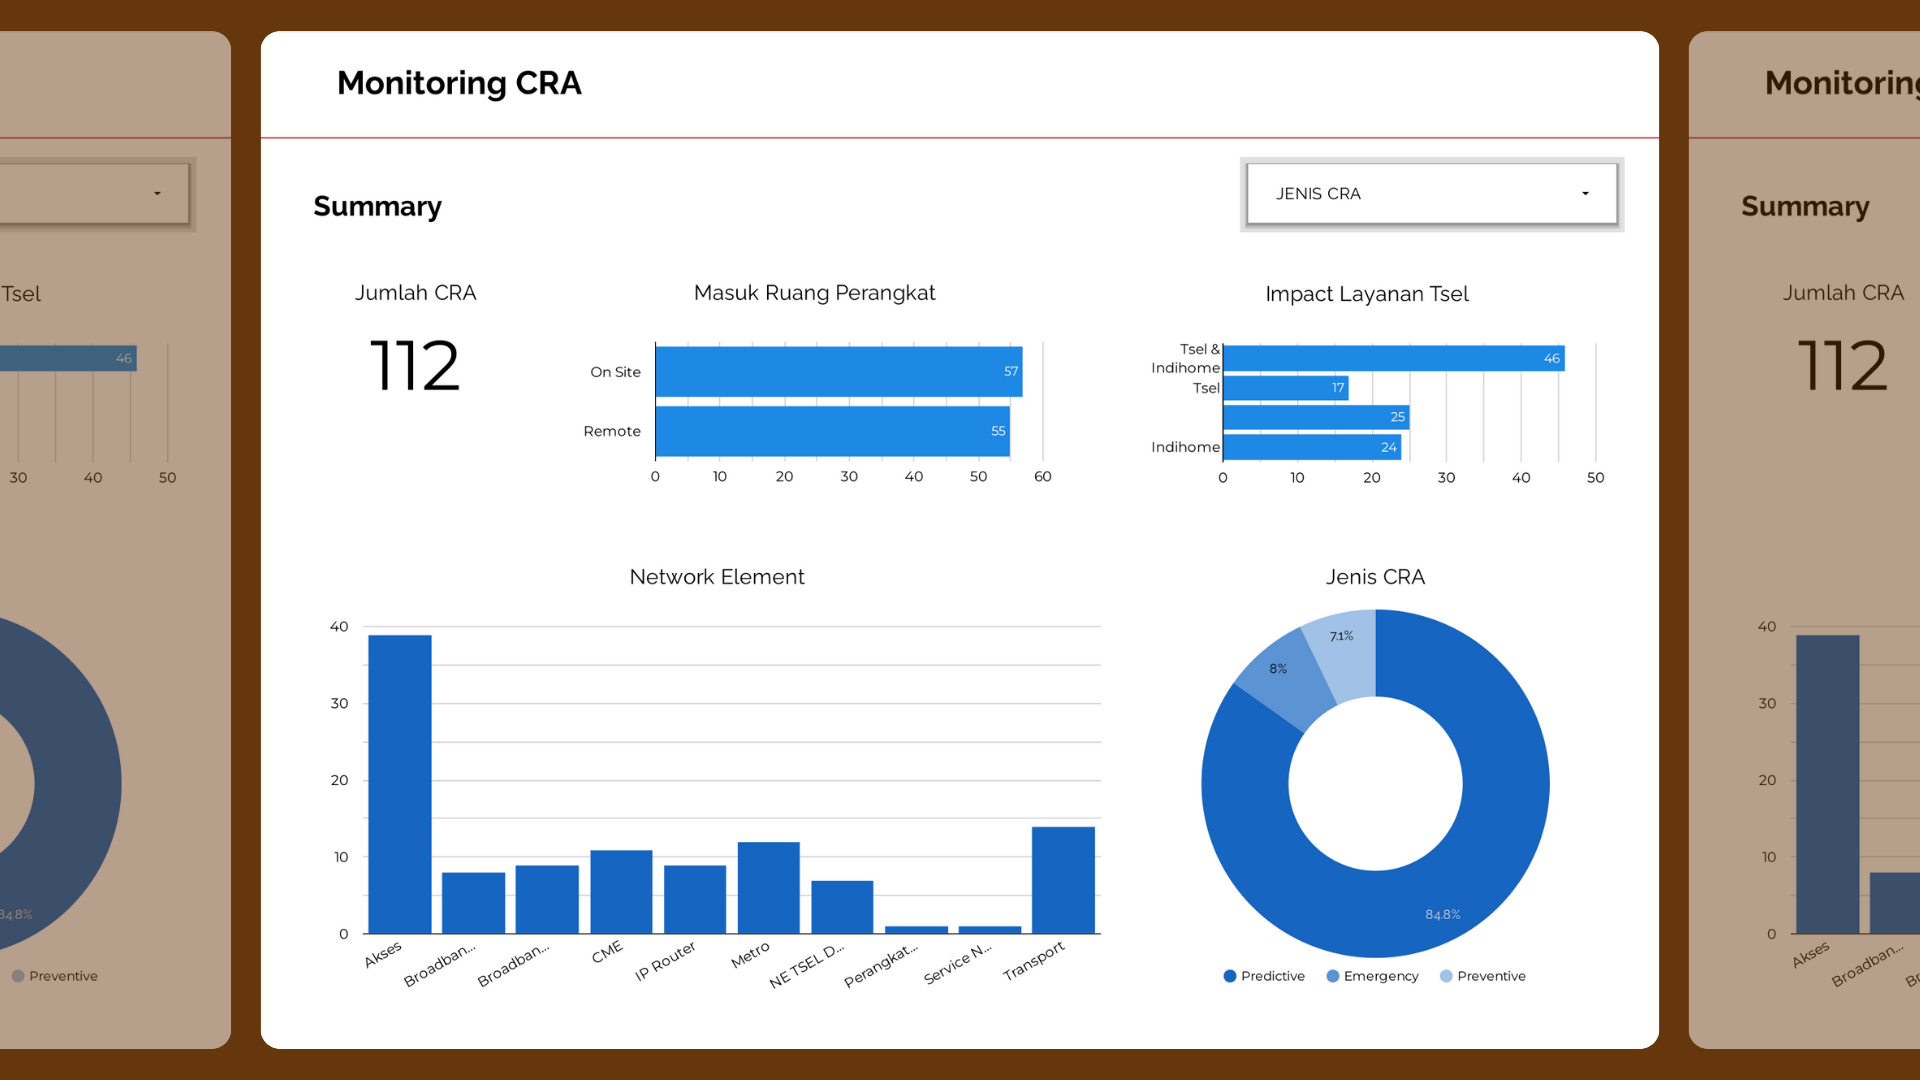 Monitoring CRA
JENIS CRA
Summary
Jumlah CRA
112
Masuk Ruang Perangkat
On Site
57
Remote
55
0 10 20 30 40 50 60
Impact Layanan Tsel
Tsel &
Indihome
46
Tsel
17
25
Indihome
24
0 10 20 30 40 50
Network Element
40
30
20
10
0
Akses
Broadban...
Broadban...
CME
IP Router
Metro
NE TSEL D...
Perangkat...
Service N...
Transport
Jenis CRA
7.1%
8%
84.8%
Predictive Emergency Preventive
Tsel
46
30 40 50
84.8%
Preventive
Monitoring
Summary
Jumlah CRA
112
40
30
20
10
0
Akses
Broadban...